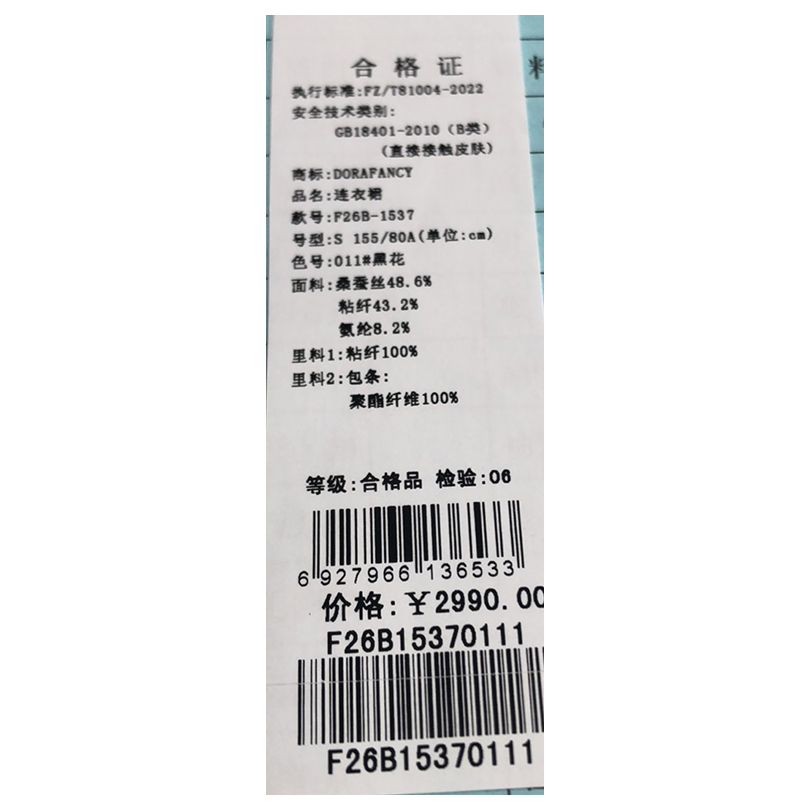 合格证
执行标准:FZ/T81004-2022
安全技术类别:
GB18401-2010（B类）
(直接接触皮肤)
商标:DORAFANCY
品名:连衣裙
款号:F26B-1537
号型:S 155/80A(单位:cm)
色号:011#黑花
面料:桑蚕丝48.6%
粘纤43.2%
氨纶8.2%
里料1:粘纤100%
里料2:包条:
聚酯纤维100%
等级:合格品 检验:06
6 927966 136533
价格:￥2990.00
F26B15370111
F26B15370111